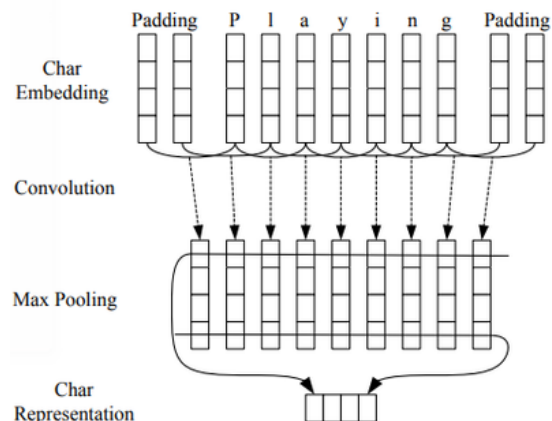 Padding P l a y i n g Padding
Char
Embedding
Convolution
Max Pooling
Char
Representation